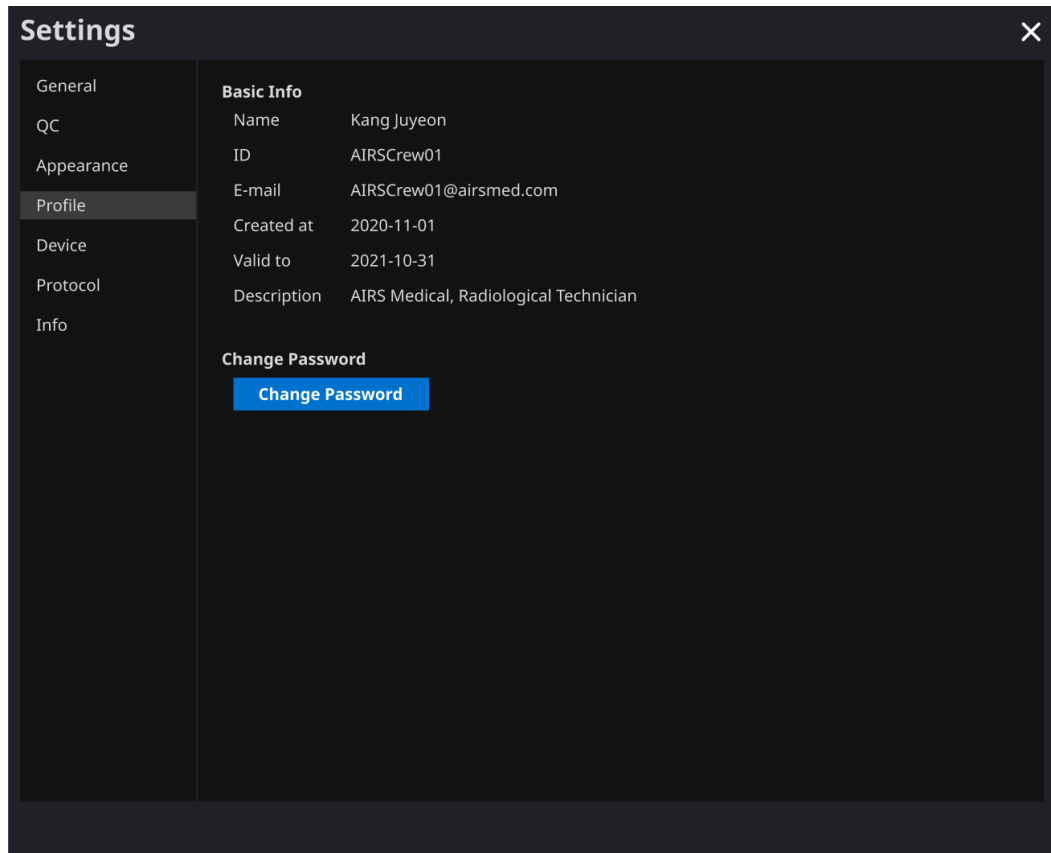 Settings
General
QC
Appearance
Profile
Device
Protocol
Info
Basic Info
Name Kang Juyeon
ID AIRSCrew01
E-mail AIRSCrew01@airsmed.com
Created at 2020-11-01
Valid to 2021-10-31
Description AIRS Medical, Radiological Technician
Change Password
Change Password